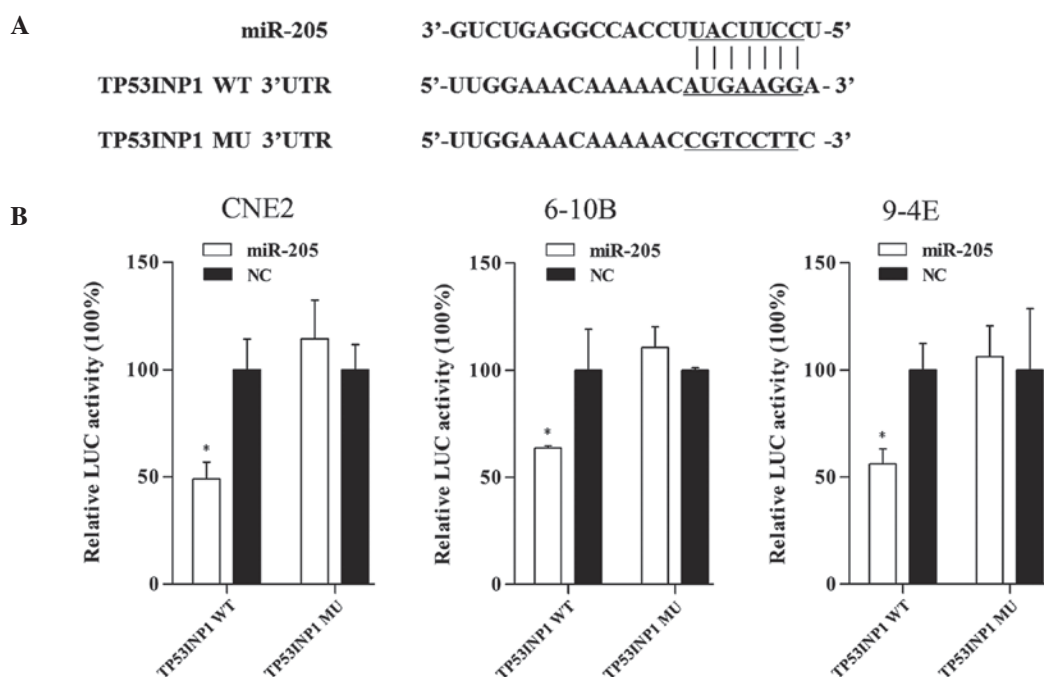 A
miR-205 3’-GUCUGAGGCCACCUUACUUCCU-5’
TP53INP1 WT 3’UTR 5’-UUGGAAACAAAAACAUGAAGGA- 3’
TP53INP1 MU 3’UTR 5’-UUGGAAACAAAAACCGTCCTTC -3’
B
CNE2 6-10B 9-4E
miR-205
NC
Relative LUC activity (100%)
150
100
50
0
*
TP53INP1 WT
TP53INP1 MU
miR-205
NC
Relative LUC activity (100%)
150
100
50
0
*
TP53INP1 WT
TP53INP1 MU
miR-205
NC
Relative LUC activity (100%)
150
100
50
0
*
TP53INP1 WT
TP53INP1 MU